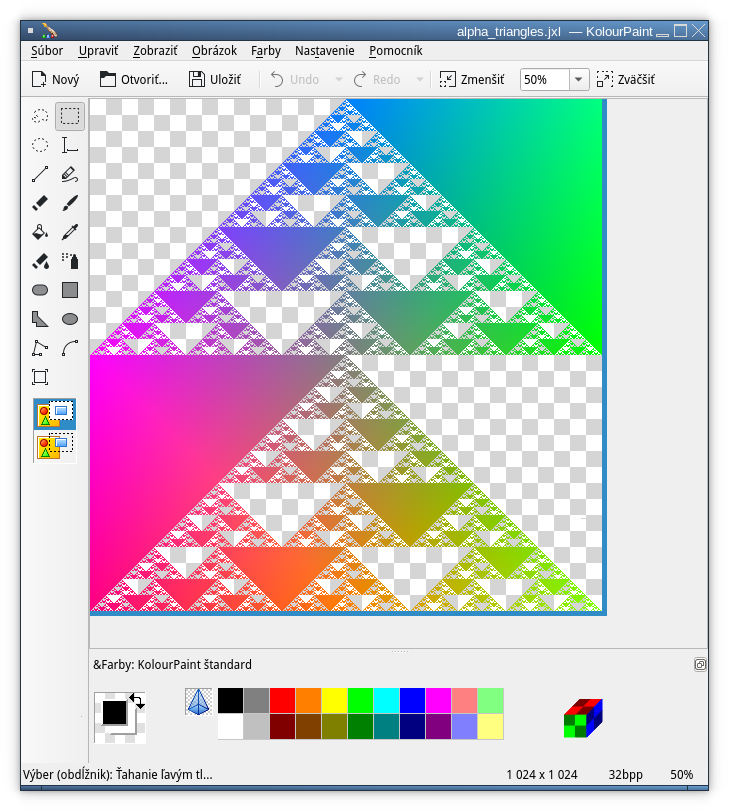 alpha_triangles.jxl — KolourPaint
Súbor Upraviť Zobraziť Obrázok Farby Nastavenie Pomocník
Nový Otvoriť... Uložiť Undo Redo Zmenšiť 50% Zväčšiť
&Farby: KolourPaint štandard
Výber (obdĺžnik): Ťahanie ľavým tl... 1 024 x 1 024 32bpp 50%